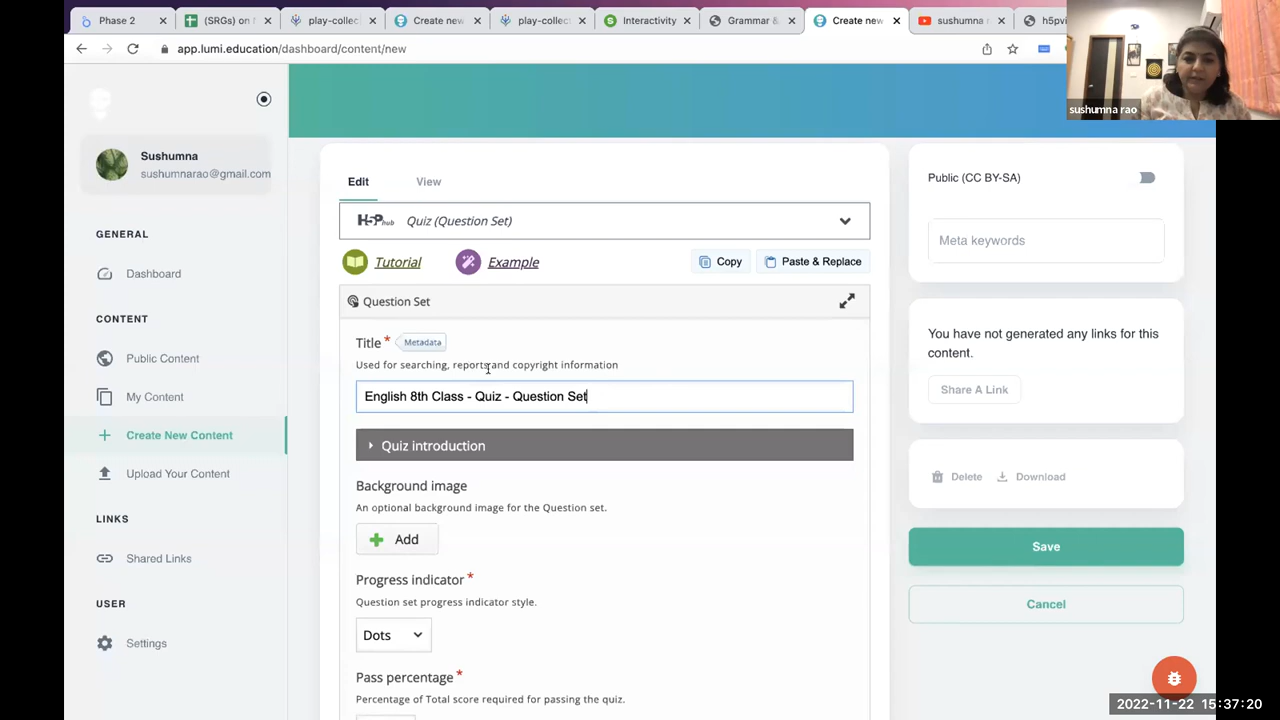 Phase 2
(SRGs) on
play-collec
Create new
play-collec
Interactivity
Grammar &
Create new
sushumna
h5pvi
app.lumi.education/dashboard/content/new
sushumna rao
Sushumna
sushumnarao@gmail.com
GENERAL
Dashboard
CONTENT
Public Content
My Content
Create New Content
Upload Your Content
LINKS
Shared Links
USER
Settings
Edit
View
H5P hub
Quiz (Question Set)
Tutorial
Example
Copy
Paste & Replace
Question Set
Title *
Metadata
Used for searching, reports and copyright information
English 8th Class - Quiz - Question Set
Quiz introduction
Background image
An optional background image for the Question set.
Add
Progress indicator *
Question set progress indicator style.
Dots
Pass percentage *
Percentage of Total score required for passing the quiz.
Public (CC BY-SA)
Meta keywords
You have not generated any links for this
content.
Share A Link
Delete
Download
Save
Cancel
2022-11-22 15:37:20